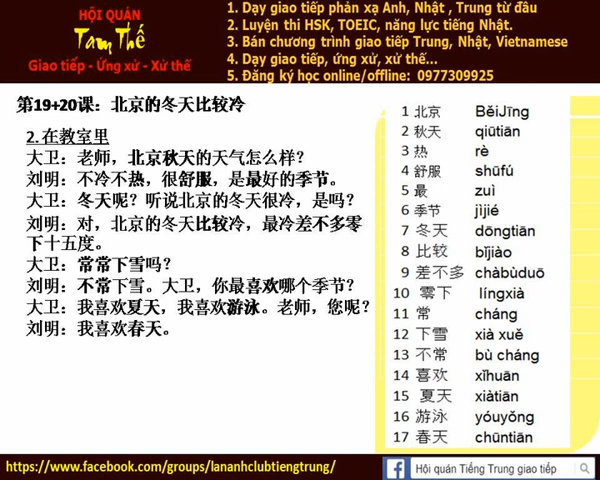 HỘI QUÁN
Tam Thế
Giao tiếp - Ứng xử - Xử thế
1. Dạy giao tiếp phản xạ Anh, Nhật , Trung từ đầu
2. Luyện thi HSK, TOEIC, năng lực tiếng Nhật.
3. Bán chương trình giao tiếp Trung, Nhật, Vietnamese
4. Dạy giao tiếp, ứng xử, xử thế...
5. Đăng ký học online/offline: 0977309925
第19+20课：北京的冬天比较冷
2. 在教室里
大卫：老师，北京秋天的天气怎么样？
刘明：不冷不热，很舒服，是最好的季节。
大卫：冬天呢？听说北京的冬天很冷，是吗？
刘明：对，北京的冬天比较冷，最冷差不多零
下十五度。
大卫：常常下雪吗？
刘明：不常下雪。大卫，你最喜欢哪个季节？
大卫：我喜欢夏天，我喜欢游泳。老师，您呢？
刘明：我喜欢春天。
1 北京 BěiJīng
2 秋天 qiūtiān
3 热 rè
4 舒服 shūfú
5 最 zuì
6 季节 jìjié
7 冬天 dōngtiān
8 比较 bǐjiào
9 差不多 chàbùduō
10 零下 língxià
11 常 cháng
12 下雪 xià xuě
13 不常 bù cháng
14 喜欢 xǐhuān
15 夏天 xiàtiān
16 游泳 yóuyǒng
17 春天 chūntiān
https://www.facebook.com/groups/lananhclubtiengtrung/
f Hội quán Tiếng Trung giao tiếp